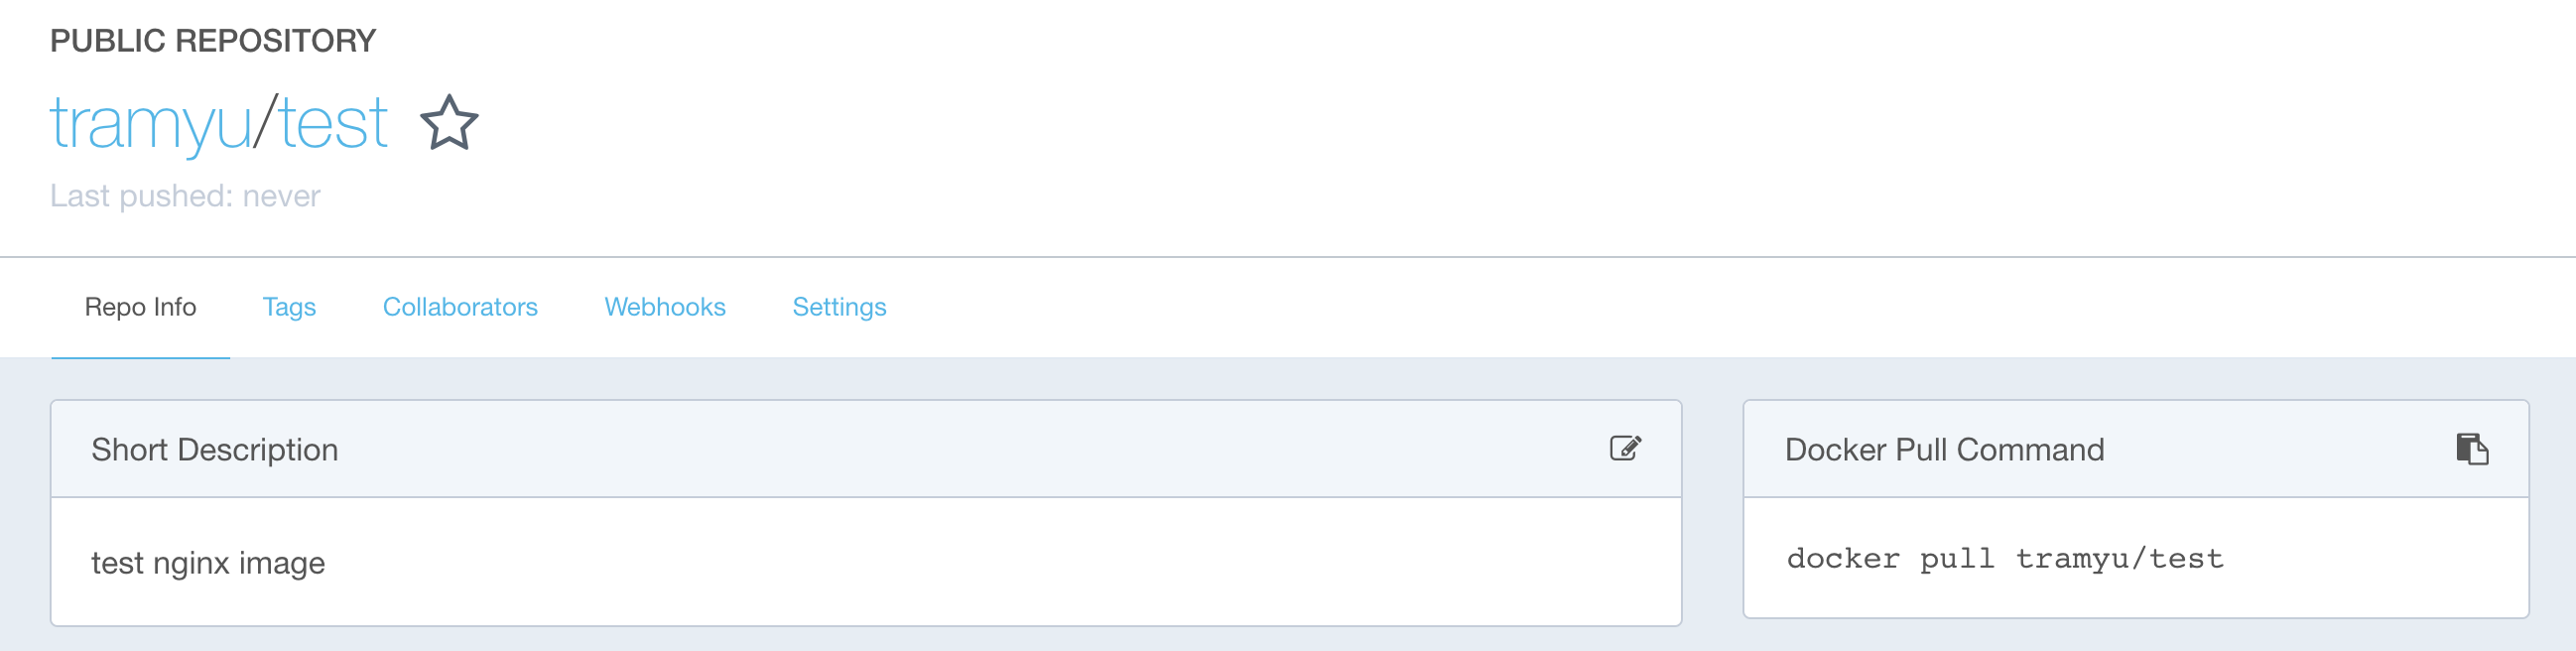 PUBLIC REPOSITORY
tramyu/test
Last pushed: never
Repo Info Tags Collaborators Webhooks Settings
Short Description
test nginx image
Docker Pull Command
docker pull tramyu/test